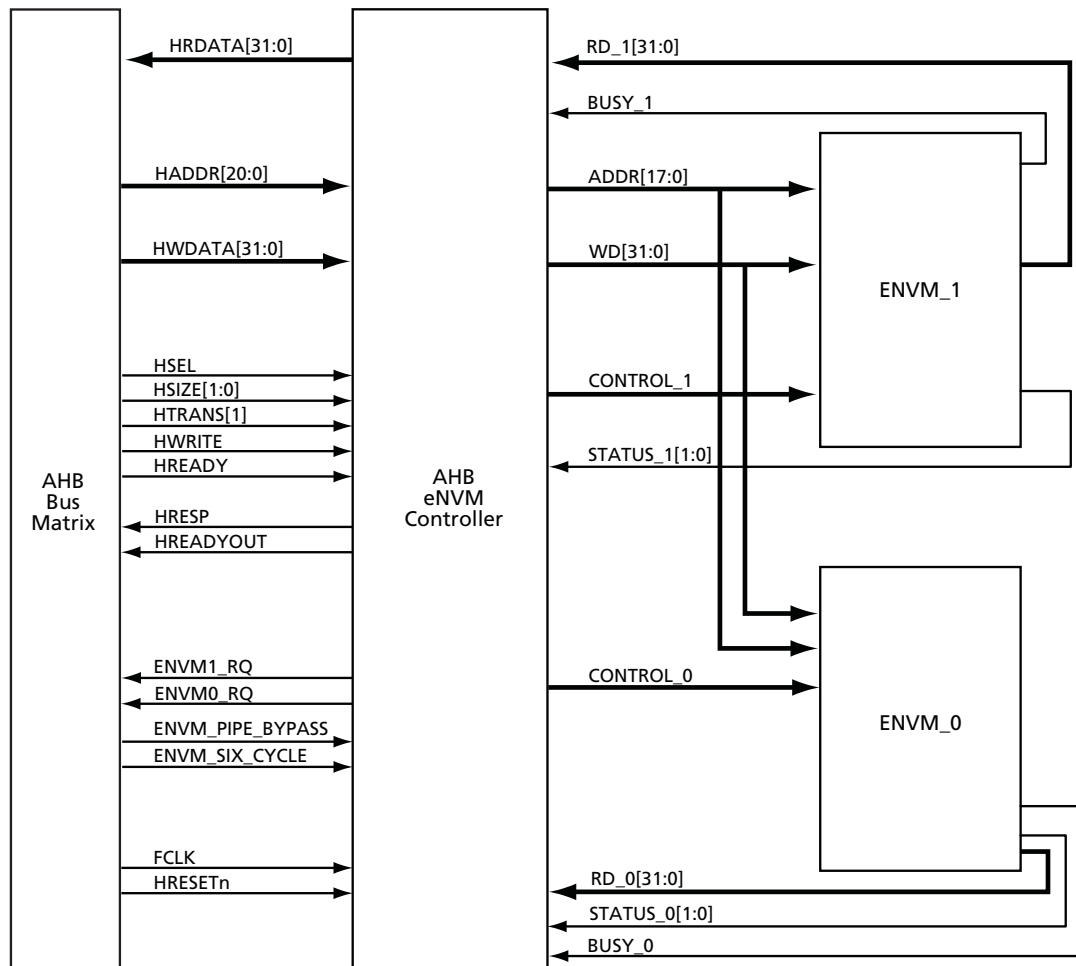 HRDATA[31:0]
HADDR[20:0]
HWDATA[31:0]
HSEL
HSIZE[1:0]
HTRANS[1]
HWRITE
HREADY
HRESP
HREADYOUT
ENVM1_RQ
ENVM0_RQ
ENVM_PIPE_BYPASS
ENVM_SIX_CYCLE
FCLK
HRESETn
AHB
Bus
Matrix
AHB
eNVM
Controller
RD_1[31:0]
BUSY_1
ADDR[17:0]
WD[31:0]
CONTROL_1
STATUS_1[1:0]
CONTROL_0
RD_0[31:0]
STATUS_0[1:0]
BUSY_0
ENVM_1
ENVM_0